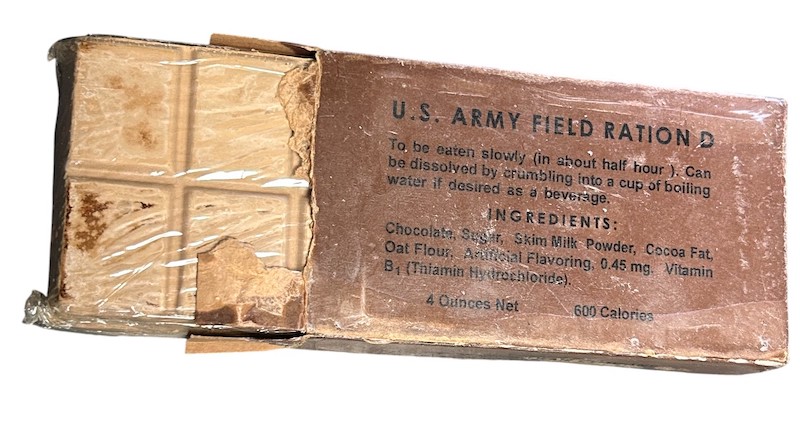 U.S. ARMY FIELD RATION D
To be eaten slowly (in about half hour ). Can
be dissolved by crumbling into a cup of boiling
water if desired as a beverage.
INGREDIENTS:
Chocolate, Sugar, Skim Milk Powder, Cocoa Fat,
Oat Flour, Artificial Flavoring, 0.45 mg. Vitamin
B₁ (Thiamin Hydrochloride).
4 Ounces Net 600 Calories